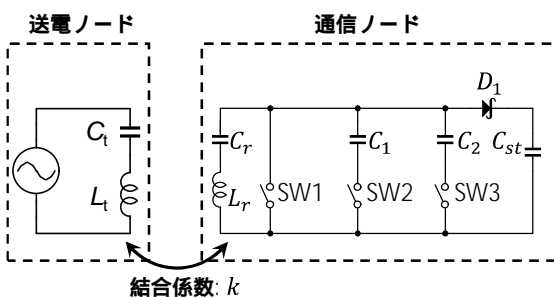 送電ノード
通信ノード
D₁
Cₜ
Cᵣ
C₁
C₂
Cₛₜ
Lₜ
Lᵣ
SW1
SW2
SW3
結合係数: k